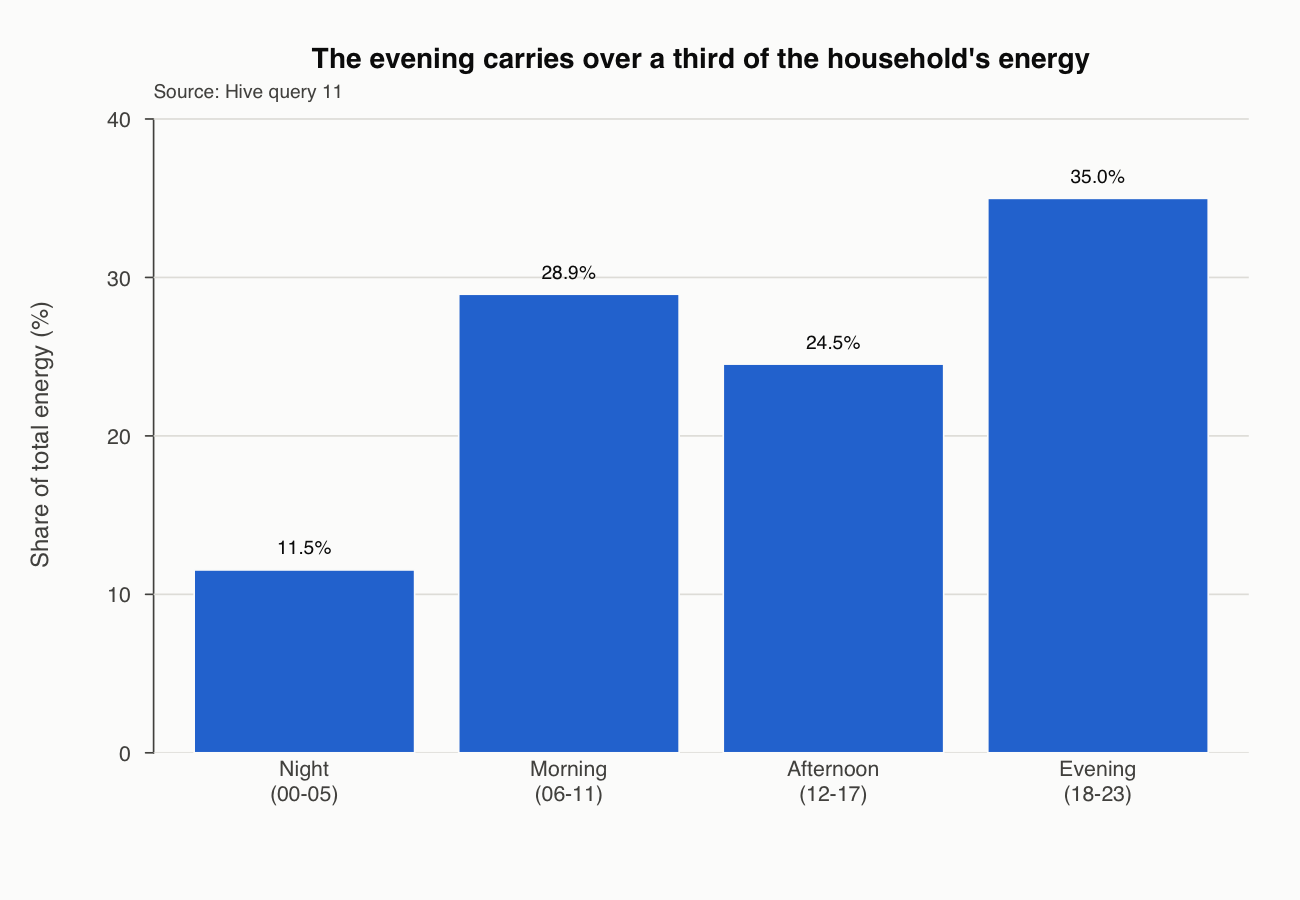 The evening carries over a third of the household's energy
Source: Hive query 11
Share of total energy (%)
40
30
20
10
0
11.5%
28.9%
24.5%
35.0%
Night
(00-05)
Morning
(06-11)
Afternoon
(12-17)
Evening
(18-23)